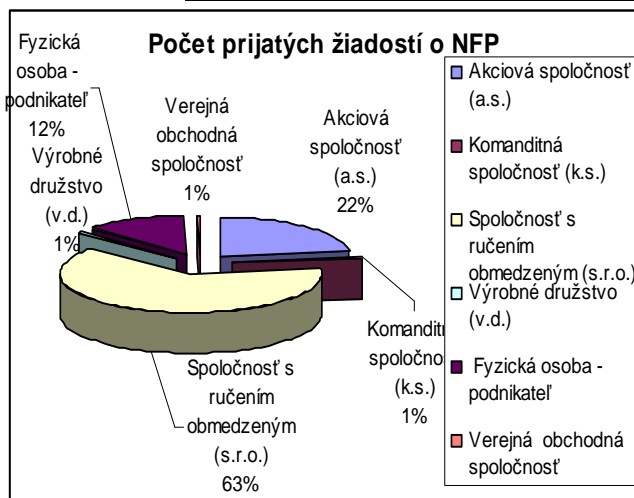 Počet prijatých žiadostí o NFP
Fyzická
osoba -
podnikateľ
12%
Výrobné
družstvo
(v.d.)
1%
Verejná
obchodná
spoločnosť
1%
Akciová
spoločnosť
(a.s.)
22%
Komanditn
spoločno
(k.s.)
1%
Spoločnosť s
ručením
obmedzeným
(s.r.o.)
63%
Akciová spoločnosť
(a.s.)
Komanditná
spoločnosť (k.s.)
Spoločnosť s
ručením
obmedzeným (s.r.o.)
Výrobné družstvo
(v.d.)
Fyzická osoba -
podnikateľ
Verejná obchodná
spoločnosť